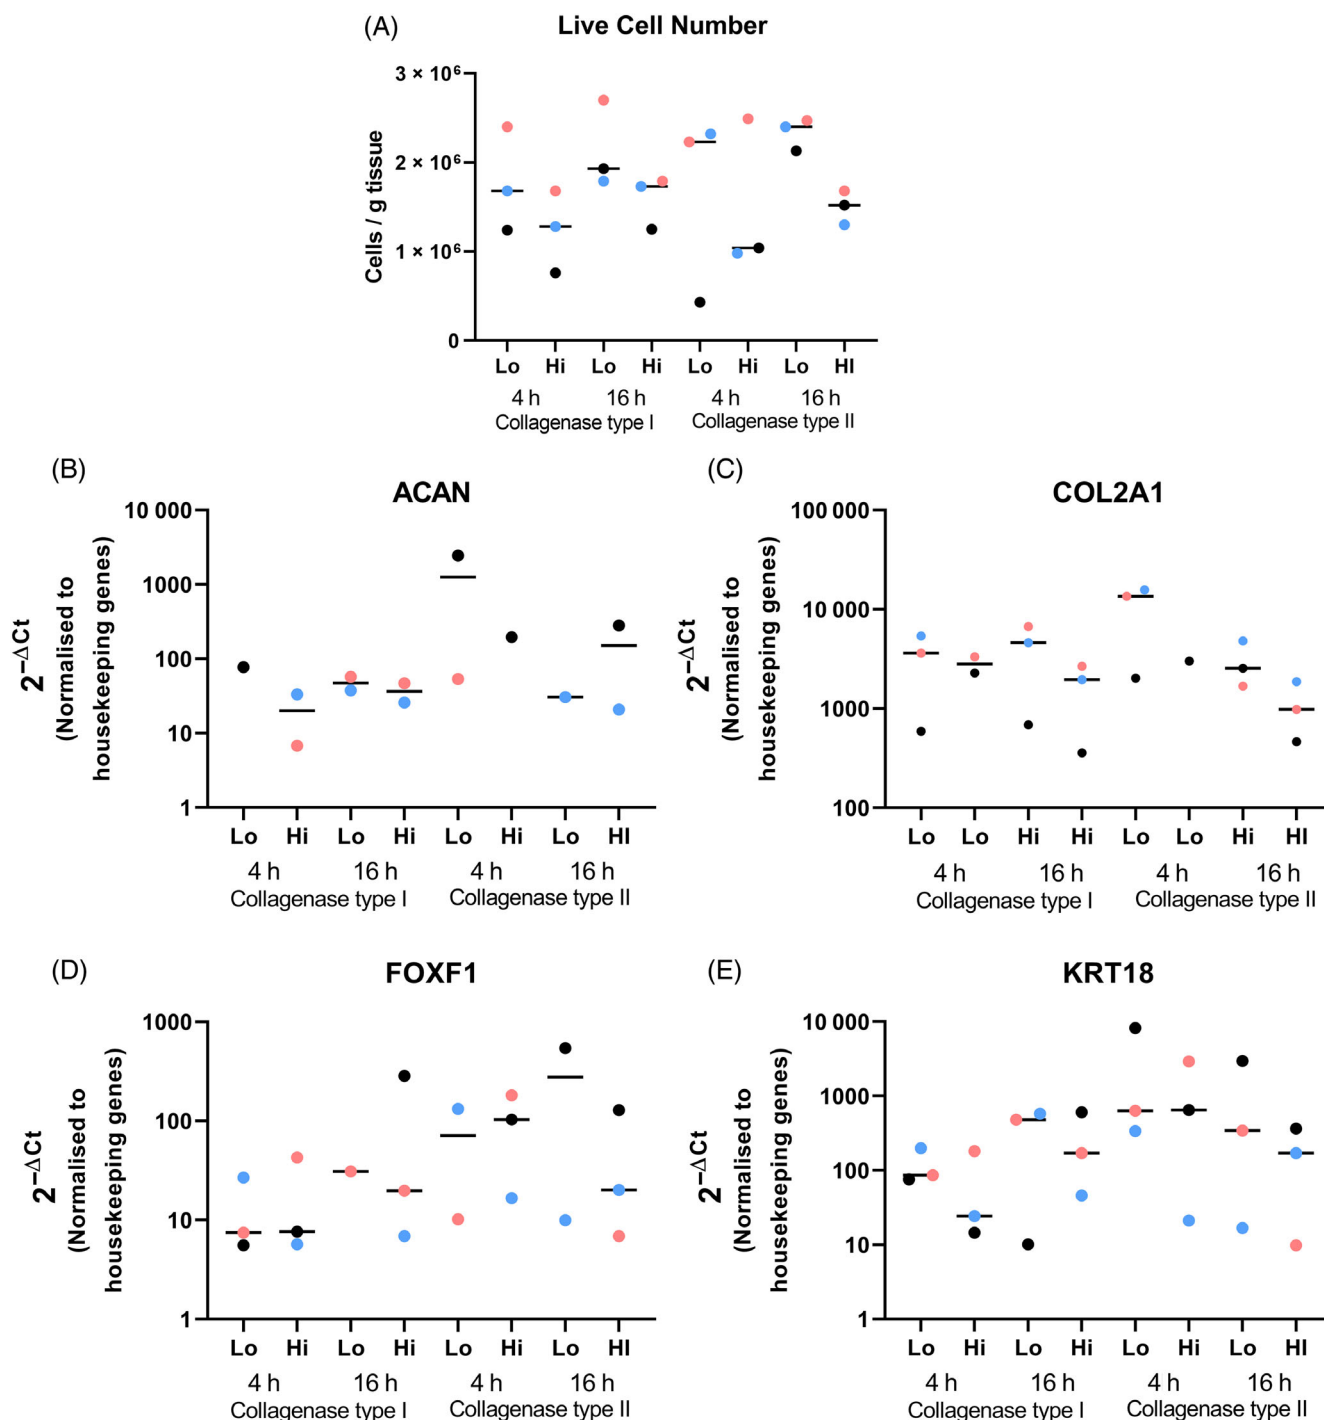 (A) Live Cell Number
3 × 10⁶
2 × 10⁶
1 × 10⁶
0
Cells / g tissue
Lo Hi Lo Hi Lo Hi Lo HI
4 h 16 h 4 h 16 h
Collagenase type I Collagenase type II
(B) ACAN
10 000
1000
100
10
1
2⁻ΔCt
(Normalised to
housekeeping genes)
Lo Hi Lo Hi Lo Hi Lo HI
4 h 16 h 4 h 16 h
Collagenase type I Collagenase type II
(C) COL2A1
100 000
10 000
1000
100
2⁻ΔCt
(Normalised to
housekeeping genes)
Lo Lo Hi Hi Lo Lo Hi HI
4 h 16 h 4 h 16 h
Collagenase type I Collagenase type II
(D) FOXF1
1000
100
10
1
2⁻ΔCt
(Normalised to
housekeeping genes)
Lo Hi Lo Hi Lo Hi Lo HI
4 h 16 h 4 h 16 h
Collagenase type I Collagenase type II
(E) KRT18
10 000
1000
100
10
1
2⁻ΔCt
(Normalised to
housekeeping genes)
Lo Hi Lo Hi Lo Hi Lo HI
4 h 16 h 4 h 16 h
Collagenase type I Collagenase type II